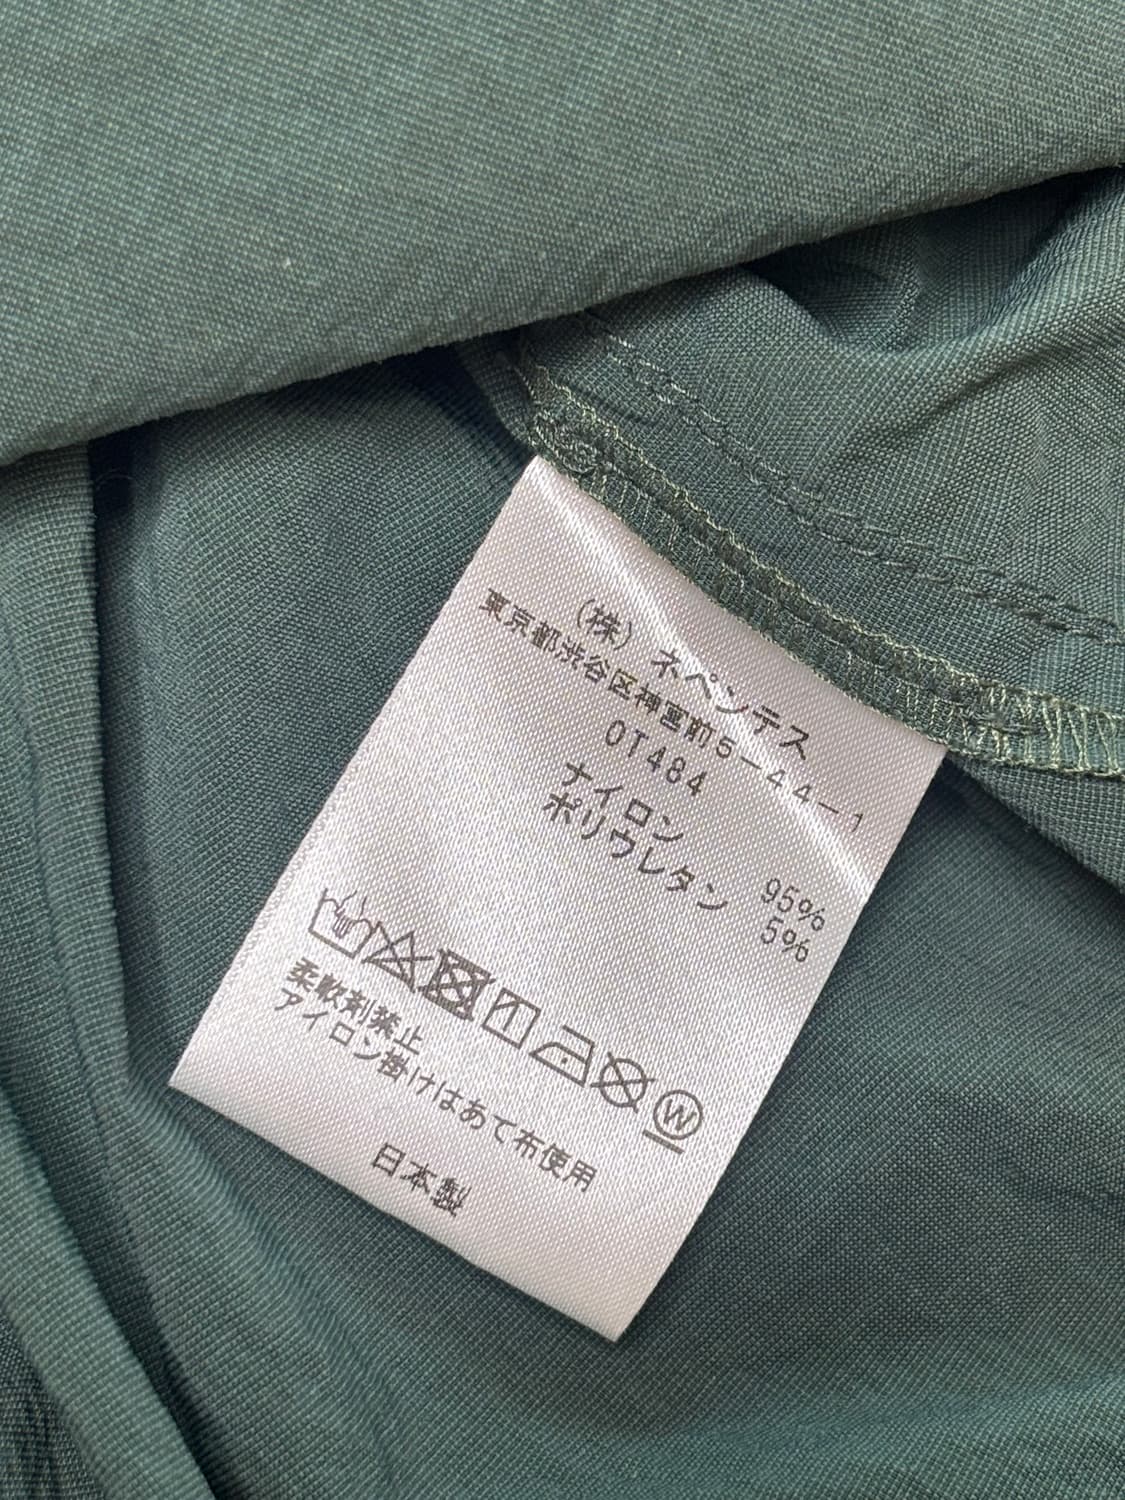 (株) ネペンテス
東京都渋谷区神宮前5-44-1
OT484
ナイロン 95%
ポリウレタン 5%
W
柔軟剤禁止
アイロン掛けはあて布使用
日本製